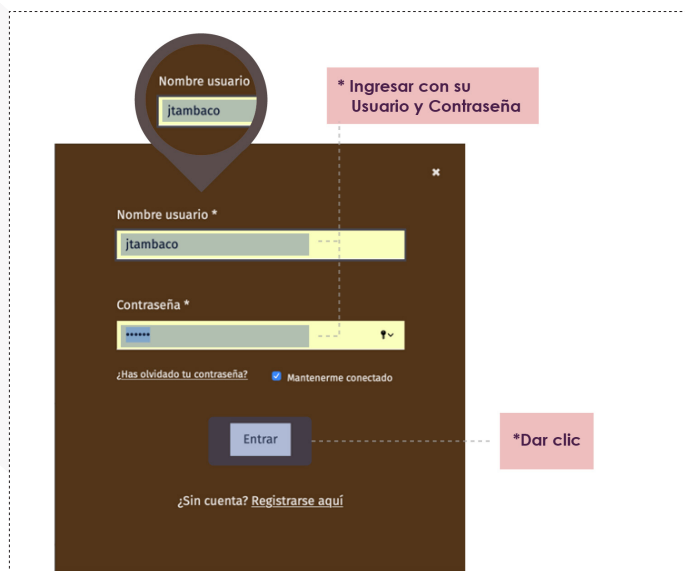 Nombre usuario
jtambaco
* Ingresar con su
Usuario y Contraseña
Nombre usuario *
jtambaco
Contraseña *
••••••
¿Has olvidado tu contraseña?
Mantenerme conectado
Entrar
*Dar clic
¿Sin cuenta? Registrarse aquí